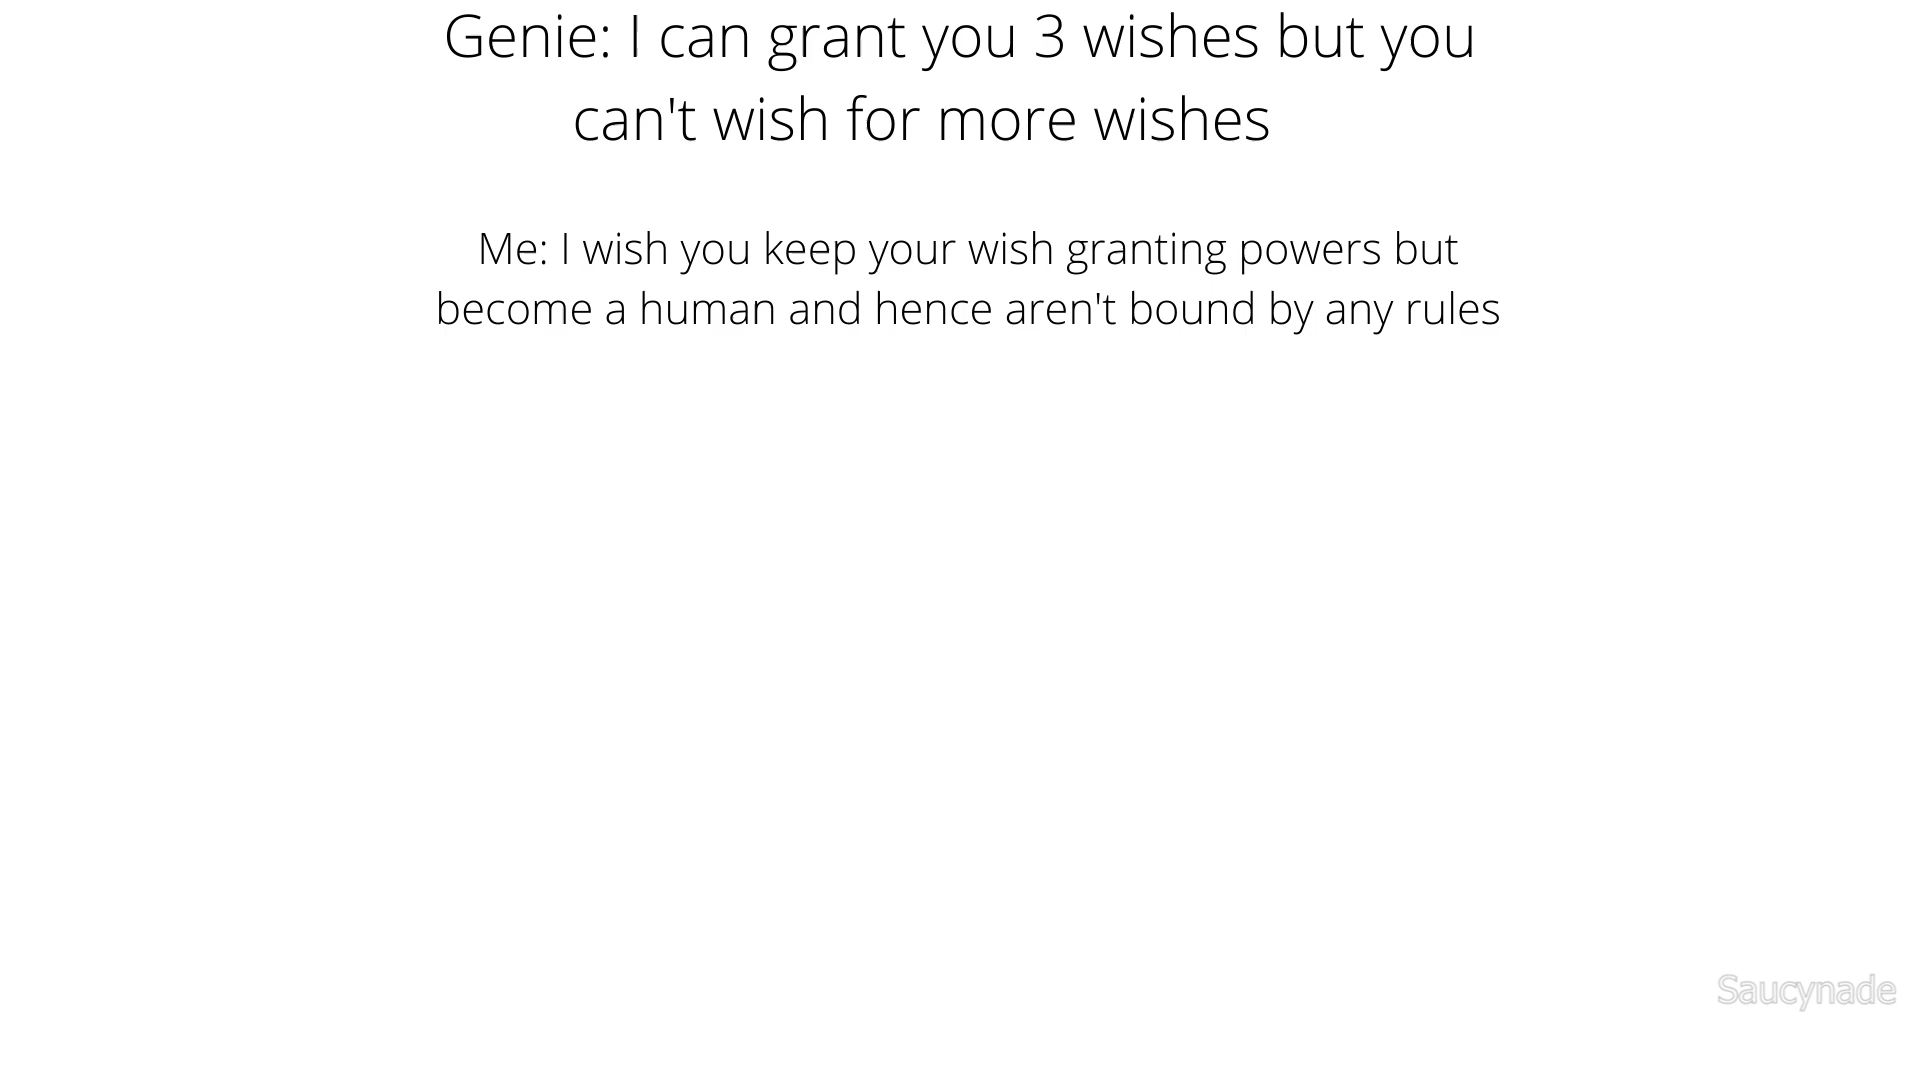 Genie: I can grant you 3 wishes but you
can't wish for more wishes
Me: I wish you keep your wish granting powers but
become a human and hence aren't bound by any rules
Saucynade